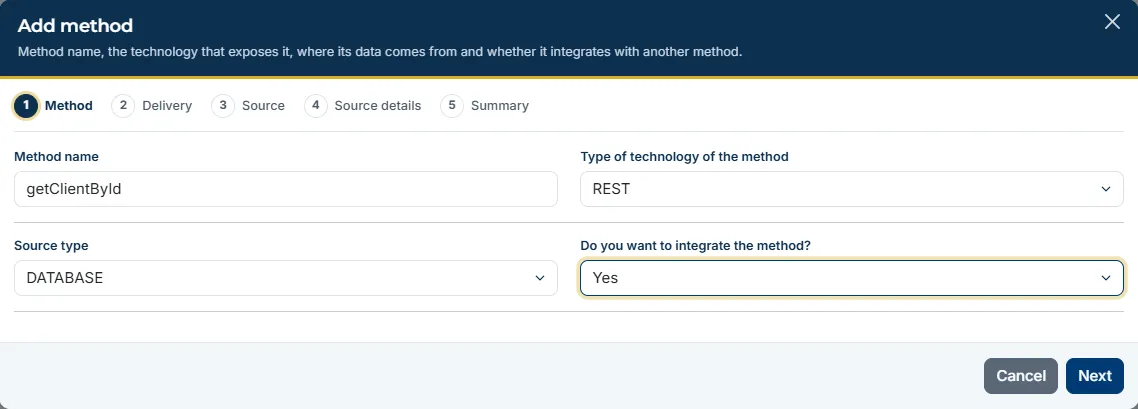 Add method
Method name, the technology that exposes it, where its data comes from and whether it integrates with another method.
1 Method 2 Delivery 3 Source 4 Source details 5 Summary
Method name
getClientById
Type of technology of the method
REST
Source type
DATABASE
Do you want to integrate the method?
Yes
Cancel Next